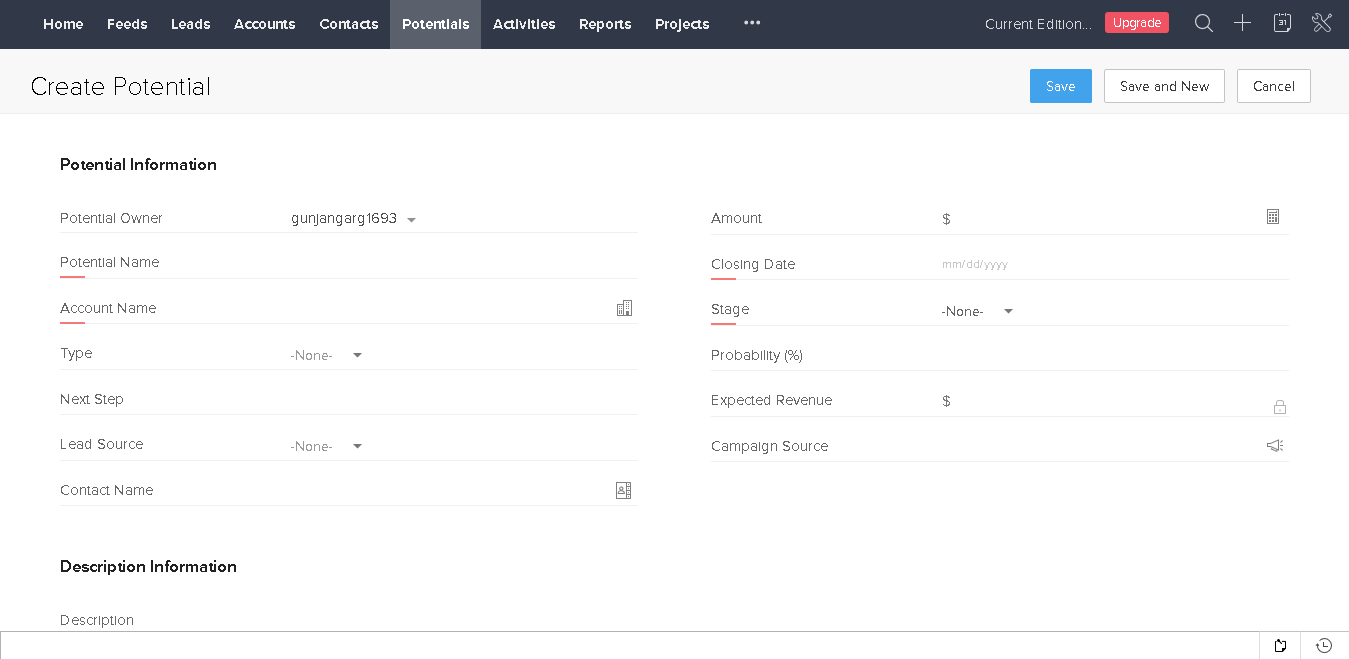 Home Feeds Leads Accounts Contacts Potentials Activities Reports Projects ••• Current Edition... Upgrade 31
Create Potential Save Save and New Cancel
Potential Information
Potential Owner gunjangarg1693
Potential Name
Account Name
Type -None-
Next Step
Lead Source -None-
Contact Name
Amount $
Closing Date mm/dd/yyyy
Stage -None-
Probability (%)
Expected Revenue $
Campaign Source
Description Information
Description